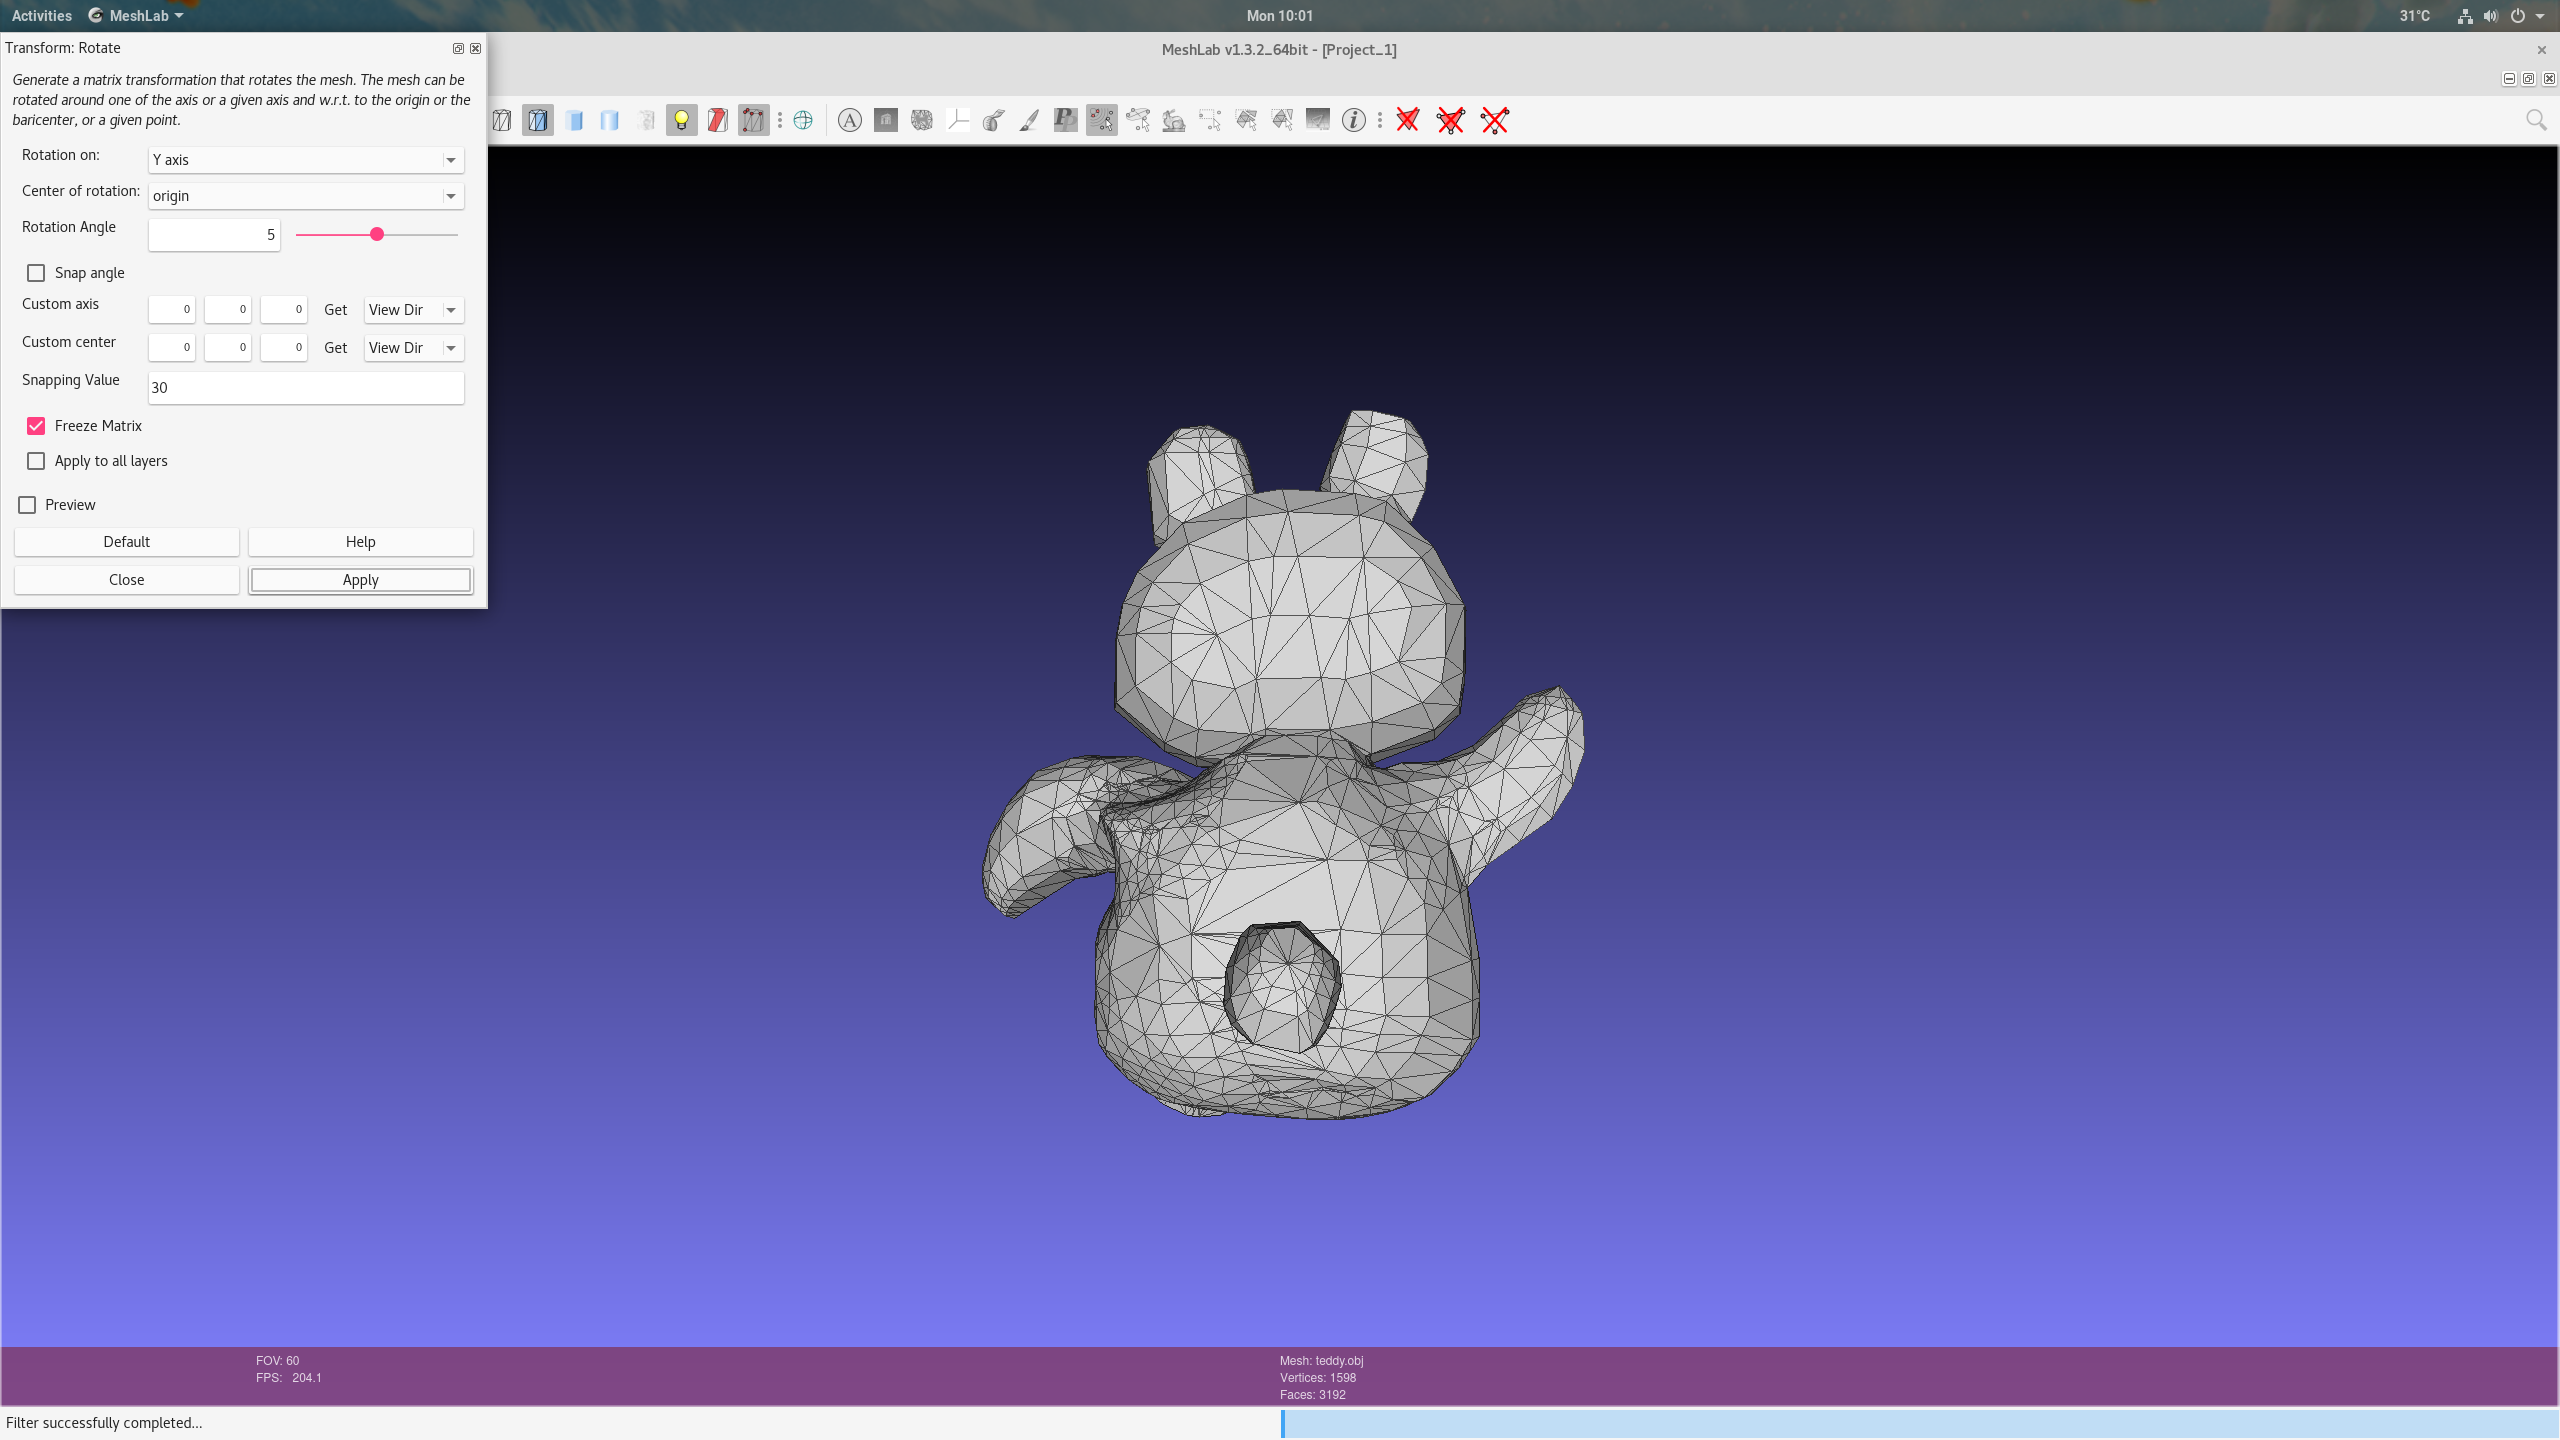 Activities MeshLab Mon 10:01 31°C
Transform: Rotate
MeshLab v1.3.2_64bit - [Project_1]
Generate a matrix transformation that rotates the mesh. The mesh can be
rotated around one of the axis or a given axis and w.r.t. to the origin or the
baricenter, or a given point.
Rotation on: Y axis
Center of rotation: origin
Rotation Angle 5
Snap angle
Custom axis 0 0 0 Get View Dir
Custom center 0 0 0 Get View Dir
Snapping Value 30
Freeze Matrix
Apply to all layers
Preview
Default Help
Close Apply
FOV: 60
FPS: 204.1
Mesh: teddy.obj
Vertices: 1598
Faces: 3192
Filter successfully completed...